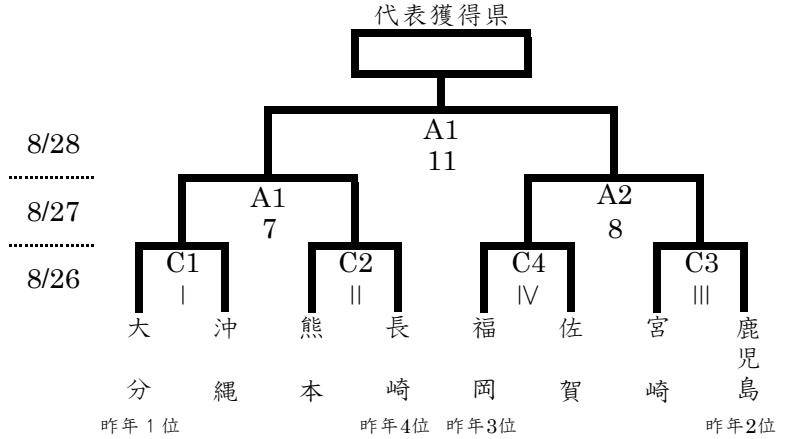 代表獲得県
8/28
A1
11
8/27
A1
7
A2
8
8/26
C1
I
C2
II
C4
IV
C3
III
大分
沖縄
熊本
長崎
福岡
佐賀
宮崎
鹿児島
昨年1位
昨年4位
昨年3位
昨年2位